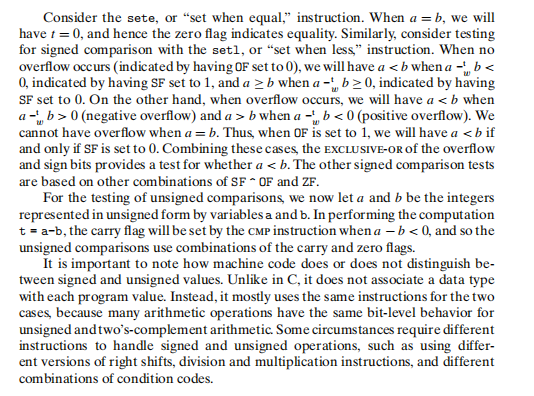 Consider the sete, or “set when equal,” instruction. When a = b, we will
have t = 0, and hence the zero flag indicates equality. Similarly, consider testing
for signed comparison with the setl, or “set when less,” instruction. When no
overflow occurs (indicated by having OF set to 0), we will have a < b when a -ᵗw b <
0, indicated by having SF set to 1, and a ≥ b when a -ᵗw b ≥ 0, indicated by having
SF set to 0. On the other hand, when overflow occurs, we will have a < b when
a -ᵗw b > 0 (negative overflow) and a > b when a -ᵗw b < 0 (positive overflow). We
cannot have overflow when a = b. Thus, when OF is set to 1, we will have a < b if
and only if SF is set to 0. Combining these cases, the EXCLUSIVE-OR of the overflow
and sign bits provides a test for whether a < b. The other signed comparison tests
are based on other combinations of SF ^ OF and ZF.
For the testing of unsigned comparisons, we now let a and b be the integers
represented in unsigned form by variables a and b. In performing the computation
t = a-b, the carry flag will be set by the CMP instruction when a − b < 0, and so the
unsigned comparisons use combinations of the carry and zero flags.
It is important to note how machine code does or does not distinguish be-
tween signed and unsigned values. Unlike in C, it does not associate a data type
with each program value. Instead, it mostly uses the same instructions for the two
cases, because many arithmetic operations have the same bit-level behavior for
unsigned and two’s-complement arithmetic. Some circumstances require different
instructions to handle signed and unsigned operations, such as using differ-
ent versions of right shifts, division and multiplication instructions, and different
combinations of condition codes.